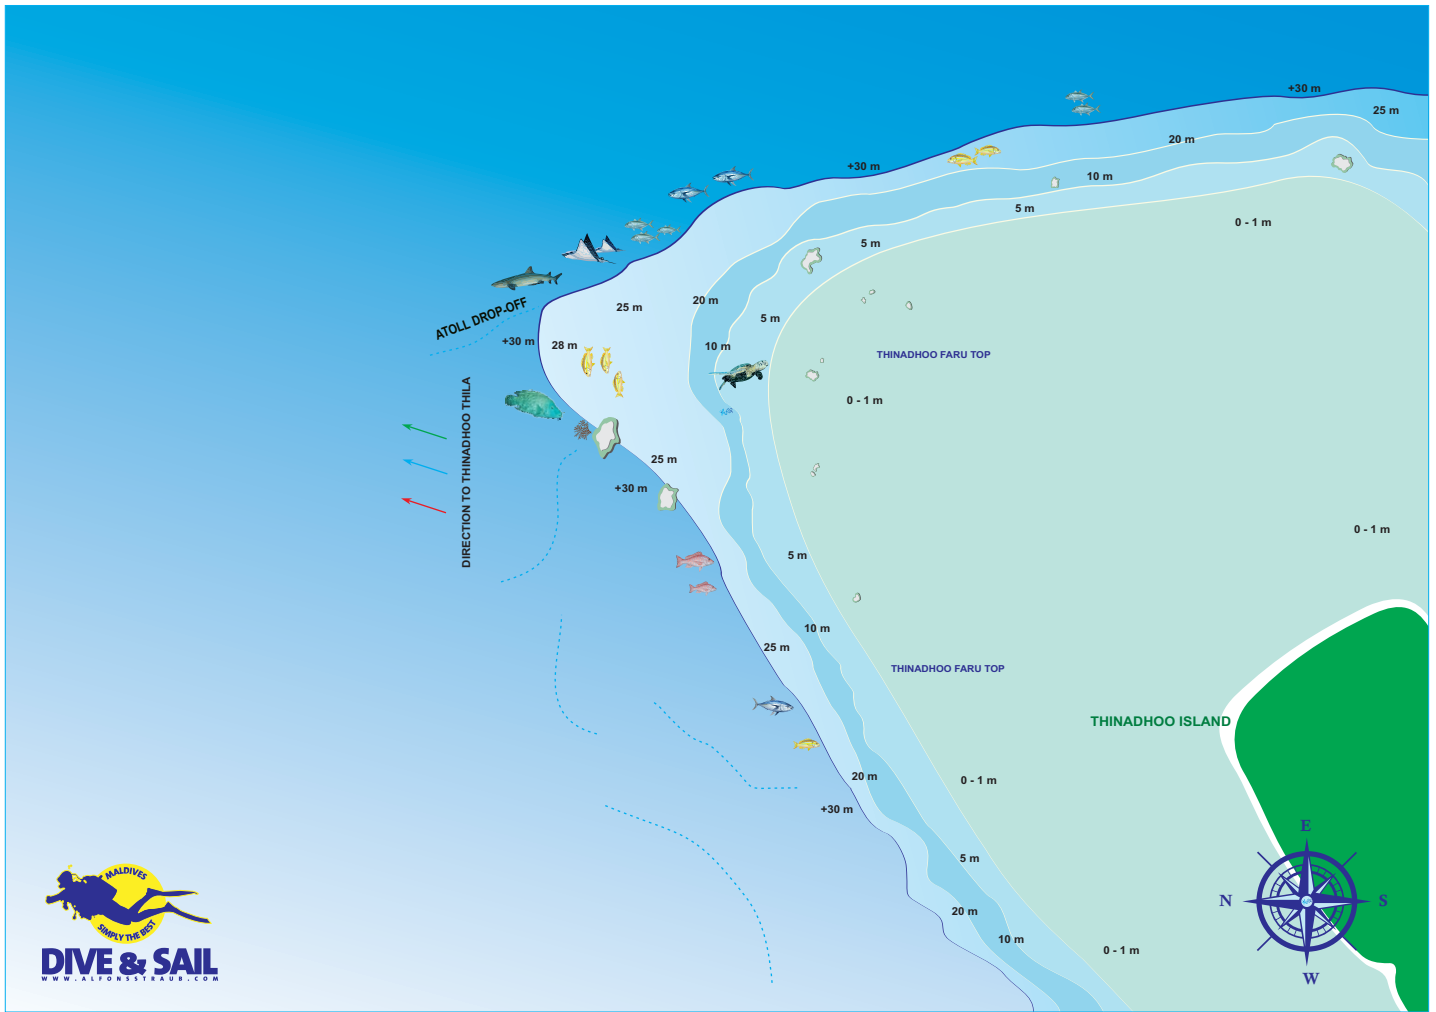 +30 m
25 m
20 m
+30 m
10 m
5 m
0 - 1 m
5 m
ATOLL DROP-OFF
25 m
20 m
5 m
+30 m
28 m
10 m
THINADHOO FARU TOP
0 - 1 m
DIRECTION TO THINADHOO THILA
25 m
+30 m
0 - 1 m
5 m
10 m
25 m
THINADHOO FARU TOP
THINADHOO ISLAND
20 m
0 - 1 m
+30 m
E
5 m
N
S
20 m
10 m
0 - 1 m
W
MALDIVES
SIMPLY THE BEST
DIVE & SAIL
WWW.ALFONSSTRAUB.COM